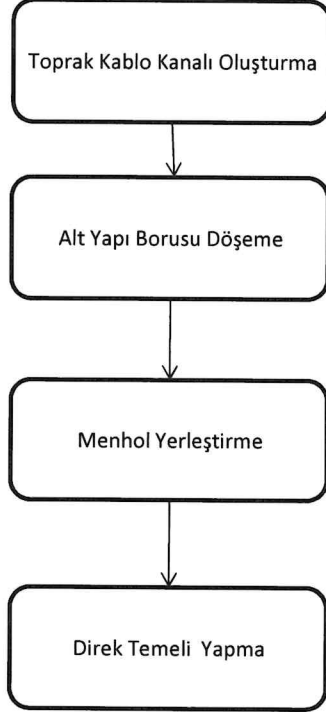 Toprak Kablo Kanalı Oluşturma
Alt Yapı Borusu Döşeme
Menhol Yerleştirme
Direk Temeli Yapma